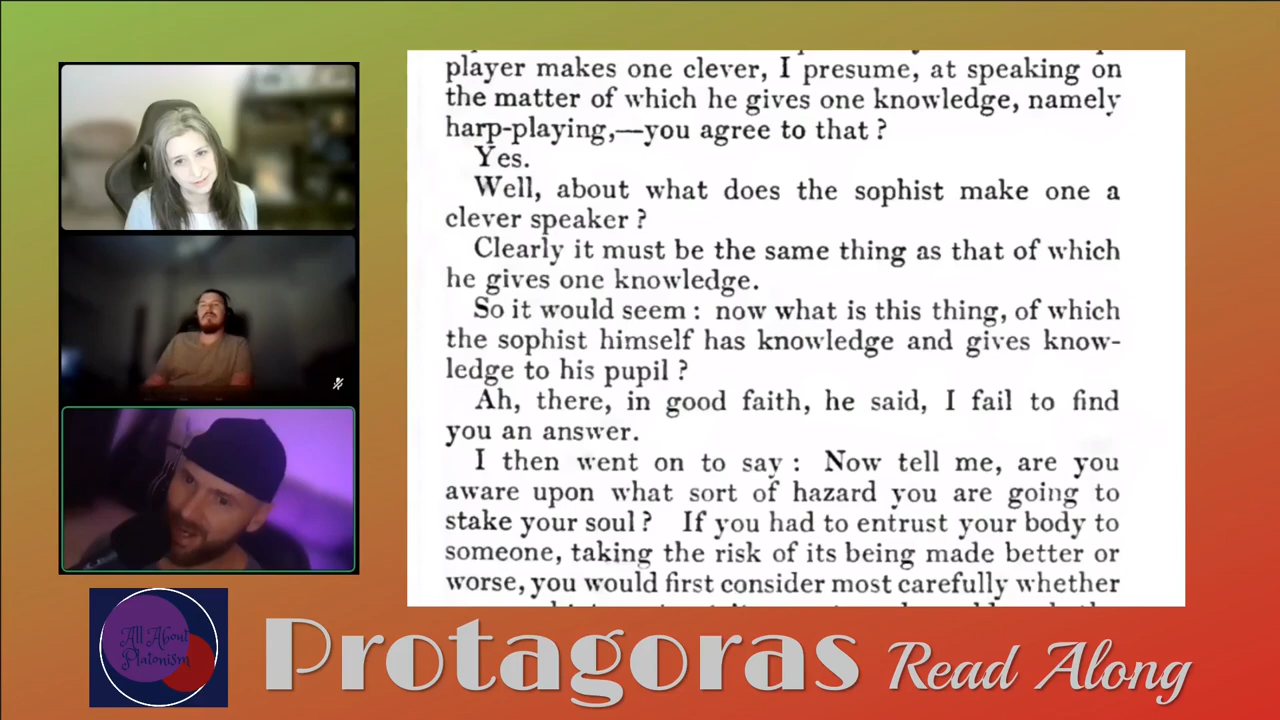 player makes one clever, I presume, at speaking on
the matter of which he gives one knowledge, namely
harp-playing,—you agree to that ?
Yes.
Well, about what does the sophist make one a
clever speaker ?
Clearly it must be the same thing as that of which
he gives one knowledge.
So it would seem : now what is this thing, of which
the sophist himself has knowledge and gives know-
ledge to his pupil ?
Ah, there, in good faith, he said, I fail to find
you an answer.
I then went on to say : Now tell me, are you
aware upon what sort of hazard you are going to
stake your soul ? If you had to entrust your body to
someone, taking the risk of its being made better or
worse, you would first consider most carefully whether
All About
Platonism
Protagoras Read Along